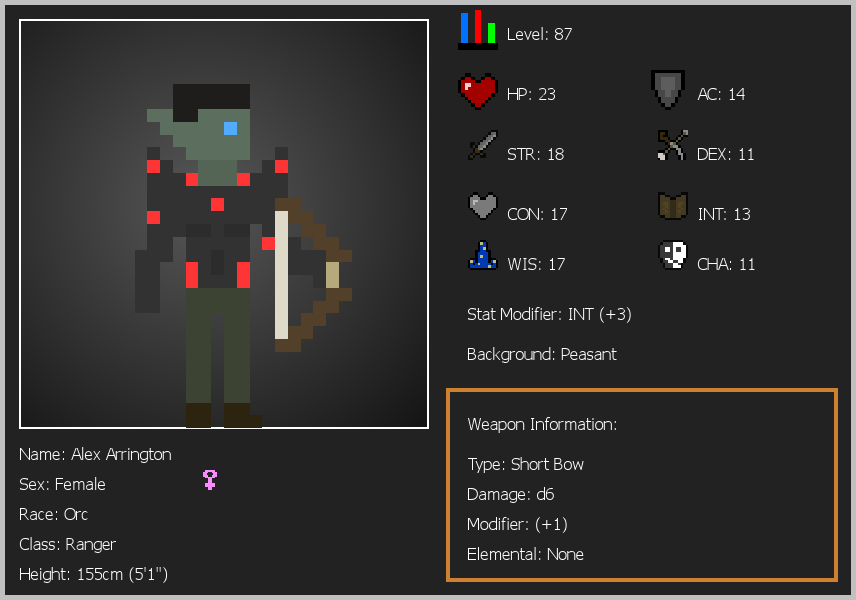 Level: 87
HP: 23
AC: 14
STR: 18
DEX: 11
CON: 17
INT: 13
WIS: 17
CHA: 11
Stat Modifier: INT (+3)
Background: Peasant
Weapon Information:
Type: Short Bow
Damage: d6
Modifier: (+1)
Elemental: None
Name: Alex Arrington
Sex: Female
Race: Orc
Class: Ranger
Height: 155cm (5'1")